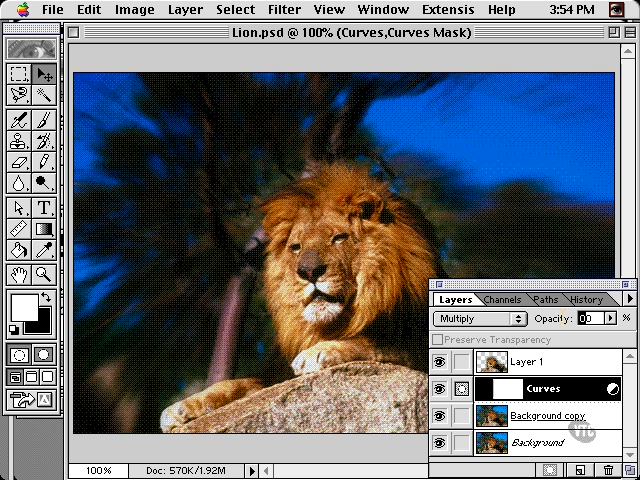 File Edit Image Layer Select Filter View Window Extensis Help 3:54 PM
Lion.psd @ 100% (Curves,Curves Mask)
T
Layers Channels Paths History
Multiply Opacity: 00 %
Preserve Transparency
Layer 1
Curves
Background copy
Background
VTC
100% Doc: 570K/1.92M